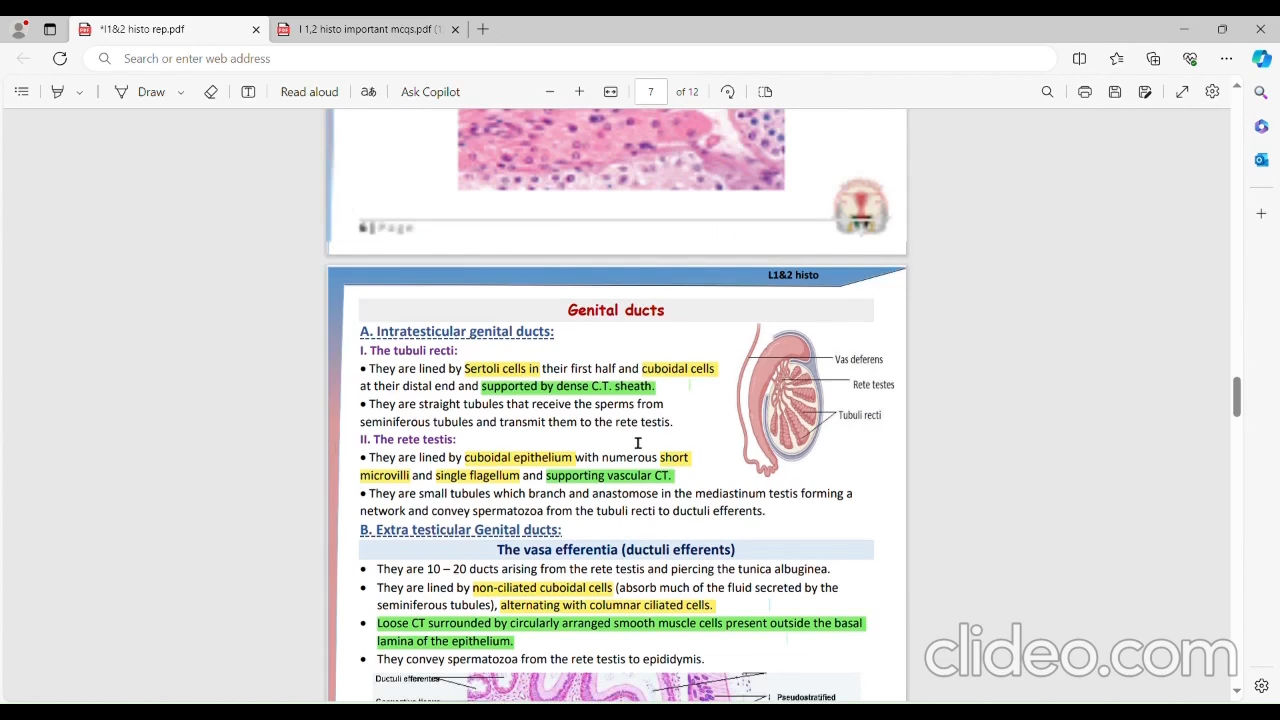 *I1&2 histo rep.pdf
I 1,2 histo important mcqs.pdf (1
Search or enter web address
Draw
Read aloud
Ask Copilot
7
of 12
6 | Page
L1&2 histo
Genital ducts
A. Intratesticular genital ducts:
I. The tubuli recti:
• They are lined by Sertoli cells in their first half and cuboidal cells
at their distal end and supported by dense C.T. sheath.
• They are straight tubules that receive the sperms from
seminiferous tubules and transmit them to the rete testis.
II. The rete testis:
• They are lined by cuboidal epithelium with numerous short
microvilli and single flagellum and supporting vascular CT.
• They are small tubules which branch and anastomose in the mediastinum testis forming a
network and convey spermatozoa from the tubuli recti to ductuli efferents.
Vas deferens
Rete testes
Tubuli recti
B. Extra testicular Genital ducts:
The vasa efferentia (ductuli efferents)
• They are 10 – 20 ducts arising from the rete testis and piercing the tunica albuginea.
• They are lined by non-ciliated cuboidal cells (absorb much of the fluid secreted by the
seminiferous tubules), alternating with columnar ciliated cells.
• Loose CT surrounded by circularly arranged smooth muscle cells present outside the basal
lamina of the epithelium.
• They convey spermatozoa from the rete testis to epididymis.
Ductuli efferentes
Pseudostratified
clideo.com